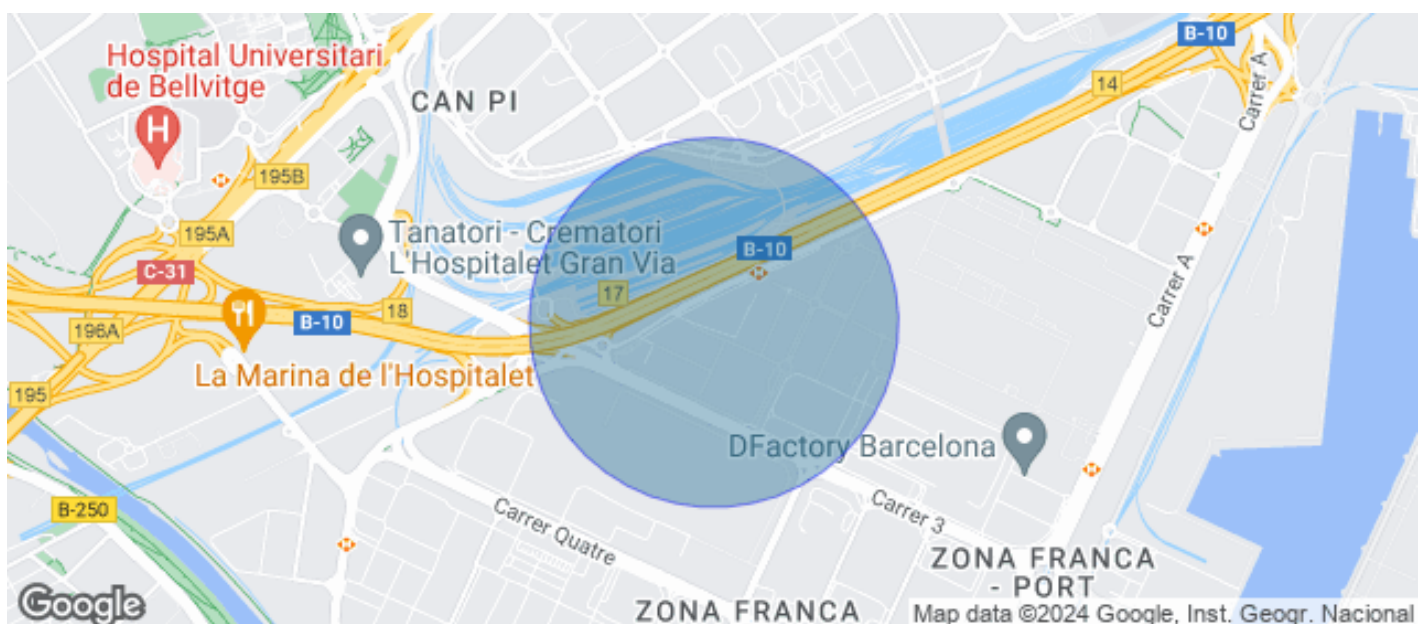 B-10
Hospital Universitari
de Bellvitge
H
CAN PI
14
Carrer A
195B
195A
Tanatori - Crematori
L'Hospitalet Gran Via
B-10
C-31
17
18
B-10
196A
Carrer A
La Marina de l'Hospitalet
195
DFactory Barcelona
B-250
Carrer Quatre
Carrer 3
ZONA FRANCA
- PORT
ZONA FRANCA
Google
Map data ©2024 Google, Inst. Geogr. Nacional